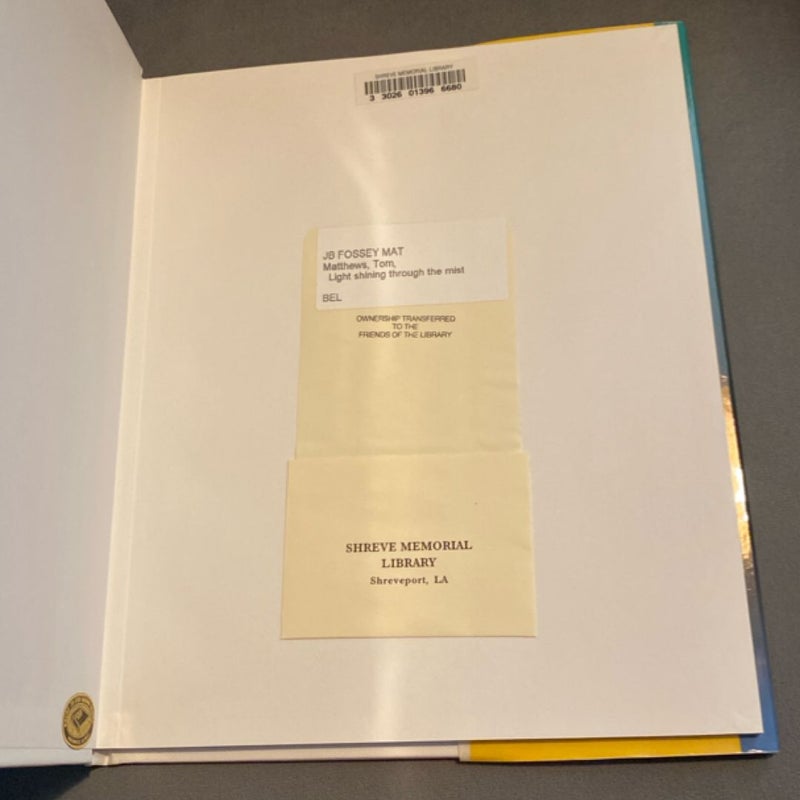 SHREVE MEMORIAL LIBRARY
3 3026 01396 6680
JB FOSSEY MAT
Matthews, Tom,
Light shining through the mist
BEL
OWNERSHIP TRANSFERRED
TO THE
FRIENDS OF THE LIBRARY
SHREVE MEMORIAL
LIBRARY
Shreveport, LA